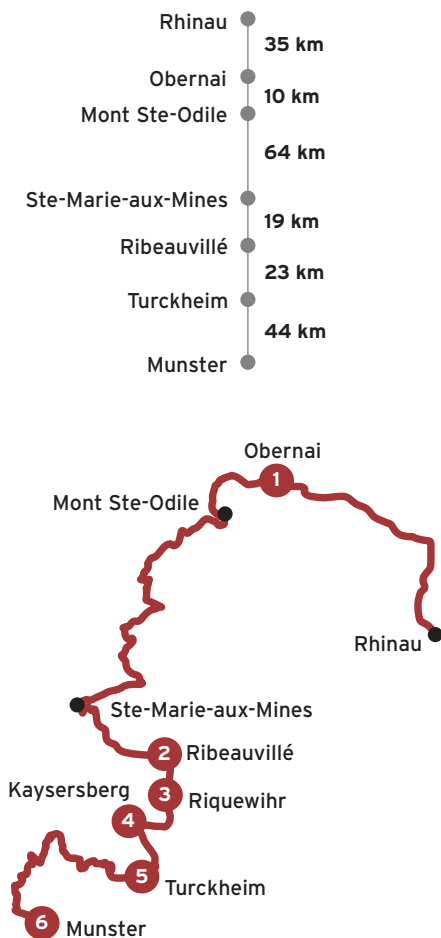 Rhinau
35 km
Obernai
10 km
Mont Ste-Odile
64 km
Ste-Marie-aux-Mines
19 km
Ribeauvillé
23 km
Turckheim
44 km
Munster
Obernai
1
Mont Ste-Odile
Rhinau
Ste-Marie-aux-Mines
2 Ribeauvillé
Kaysersberg
3 Riquewihr
4
5 Turckheim
6 Munster